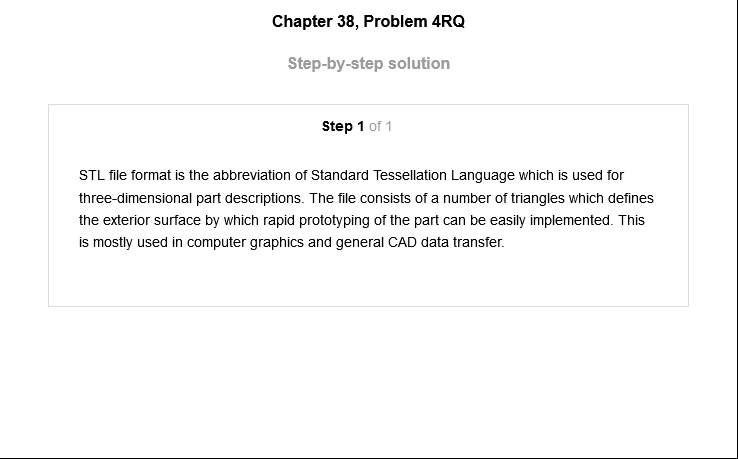 Chapter 38, Problem 4RQ
Step-by-step solution
Step 1 of 1
STL file format is the abbreviation of Standard Tessellation Language which is used for
three-dimensional part descriptions. The file consists of a number of triangles which defines
the exterior surface by which rapid prototyping of the part can be easily implemented. This
is mostly used in computer graphics and general CAD data transfer.